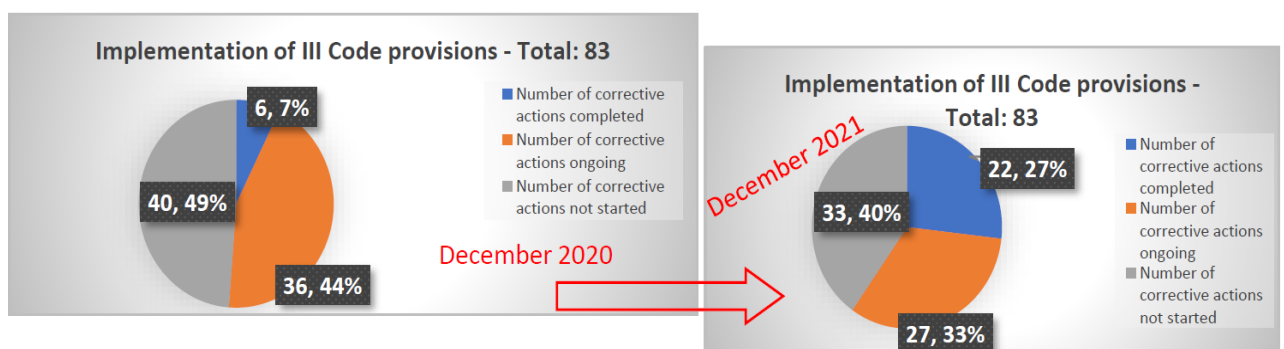 Implementation of III Code provisions - Total: 83
6, 7%
40, 49%
36, 44%
Number of corrective
actions completed
Number of corrective
actions ongoing
Number of corrective
actions not started
December 2020
December 2021
Implementation of III Code provisions -
Total: 83
22, 27%
33, 40%
27, 33%
Number of
corrective actions
completed
Number of
corrective actions
ongoing
Number of
corrective actions
not started